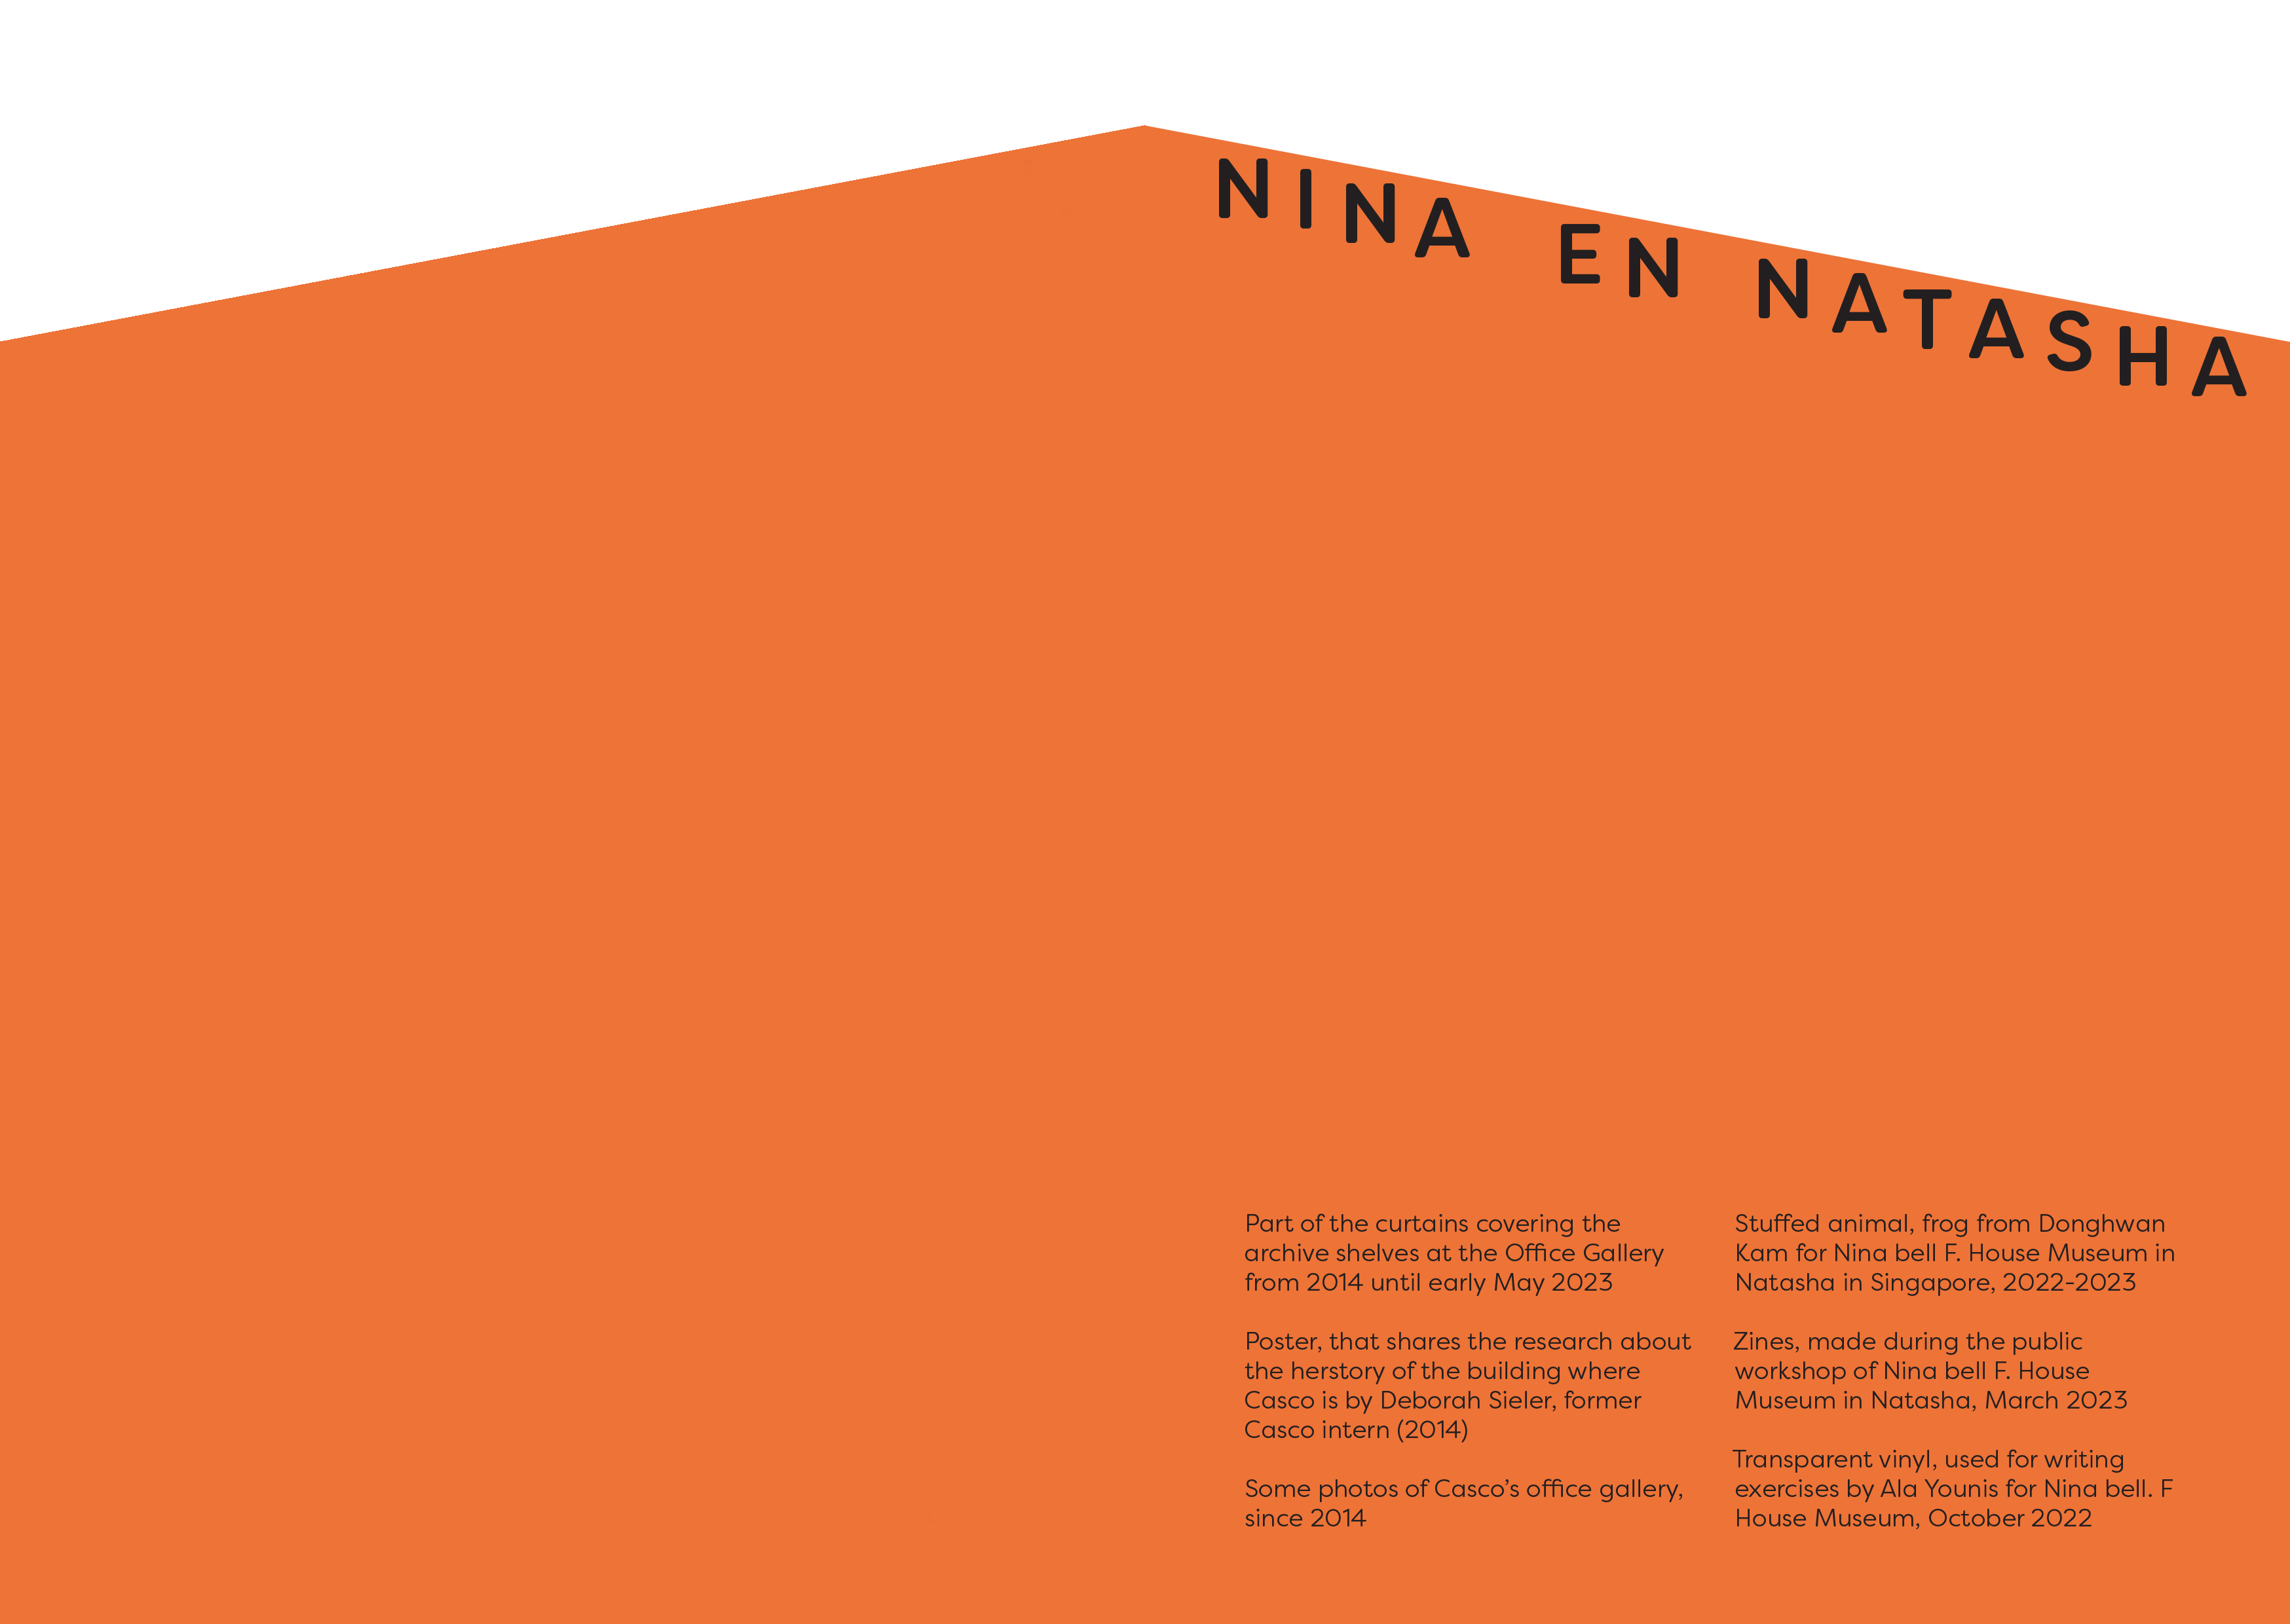 NINA EN NATASHA
Part of the curtains covering the
archive shelves at the Office Gallery
from 2014 until early May 2023
Poster, that shares the research about
the herstory of the building where
Casco is by Deborah Sieler, former
Casco intern (2014)
Some photos of Casco’s office gallery,
since 2014
Stuffed animal, frog from Donghwan
Kam for Nina bell F. House Museum in
Natasha in Singapore, 2022-2023
Zines, made during the public
workshop of Nina bell F. House
Museum in Natasha, March 2023
Transparent vinyl, used for writing
exercises by Ala Younis for Nina bell. F
House Museum, October 2022